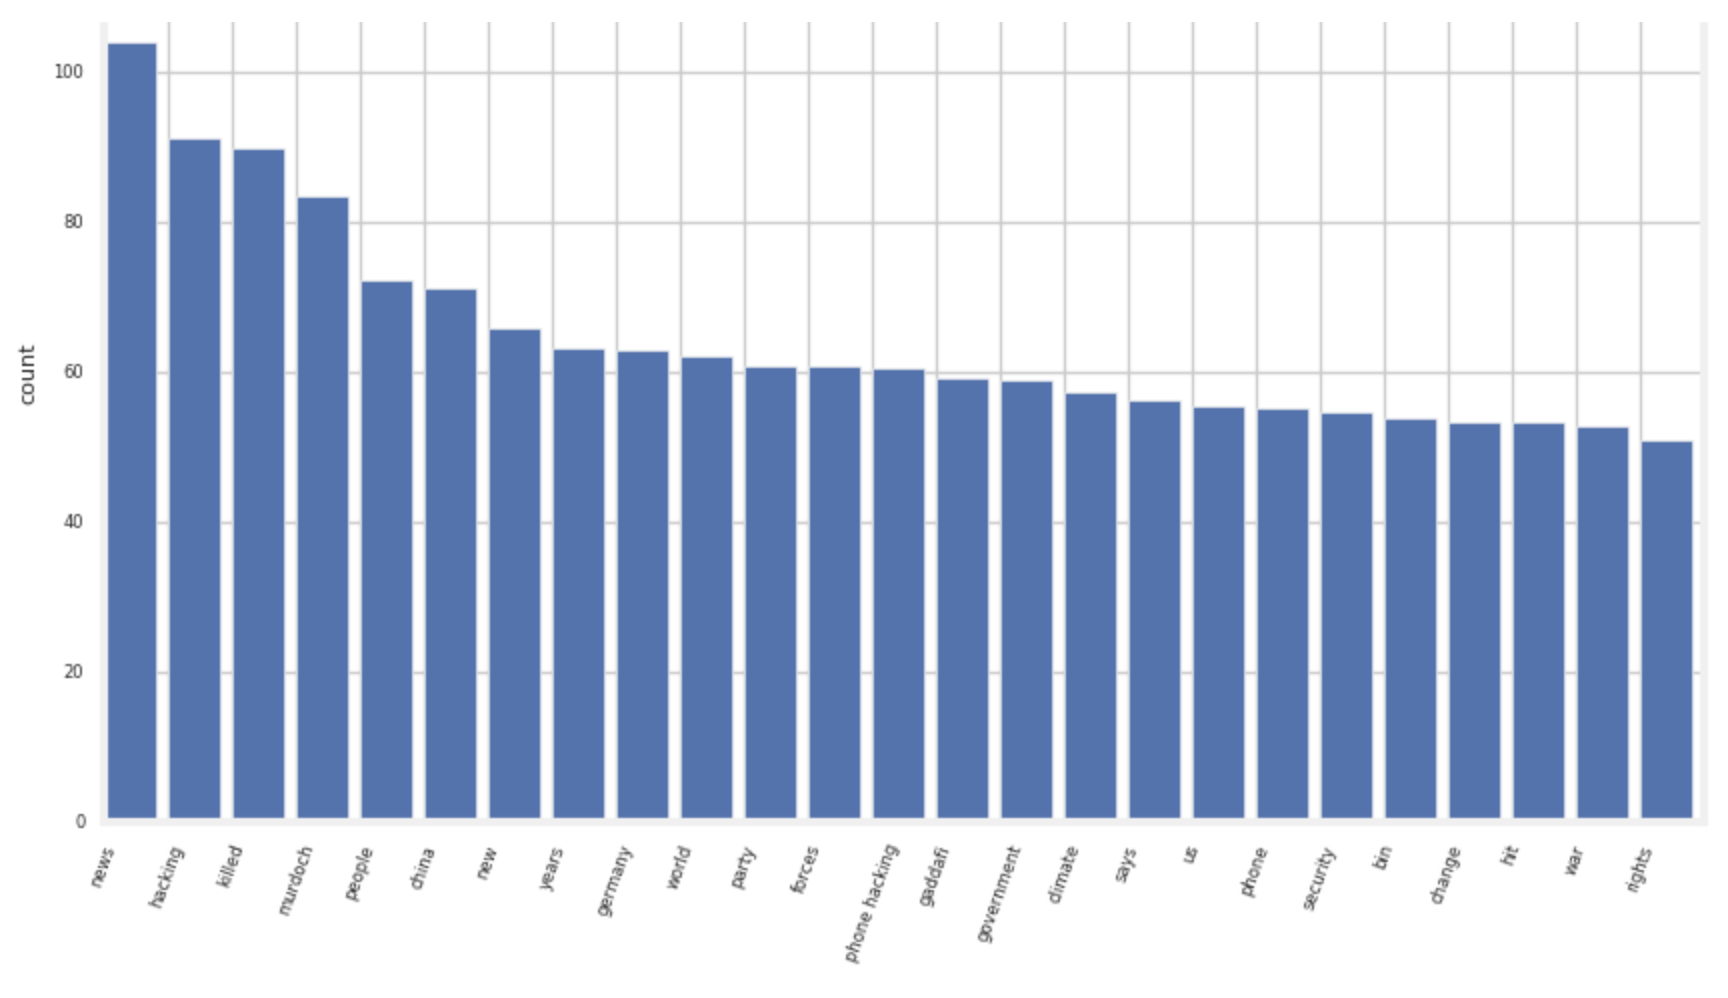 count
100
80
60
40
20
0
news
hacking
killed
murdoch
people
china
new
years
germany
world
party
forces
phone hacking
gaddafi
government
climate
says
us
phone
security
bin
change
hit
war
rights